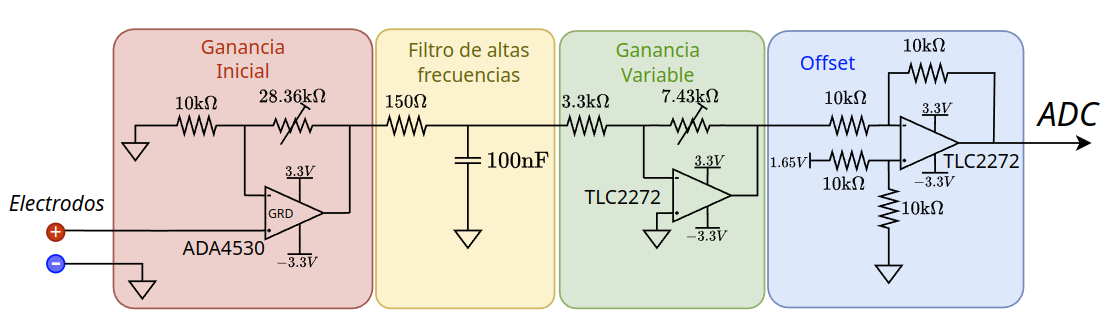 Ganancia
Inicial
10kΩ
28.36kΩ
3.3V
GRD
ADA4530
-3.3V
Electrodos
+
-
Filtro de altas
frecuencias
150Ω
100nF
Ganancia
Variable
3.3kΩ
7.43kΩ
3.3V
TLC2272
-3.3V
Offset
10kΩ
10kΩ
3.3V
1.65V
10kΩ
TLC2272
-3.3V
10kΩ
ADC